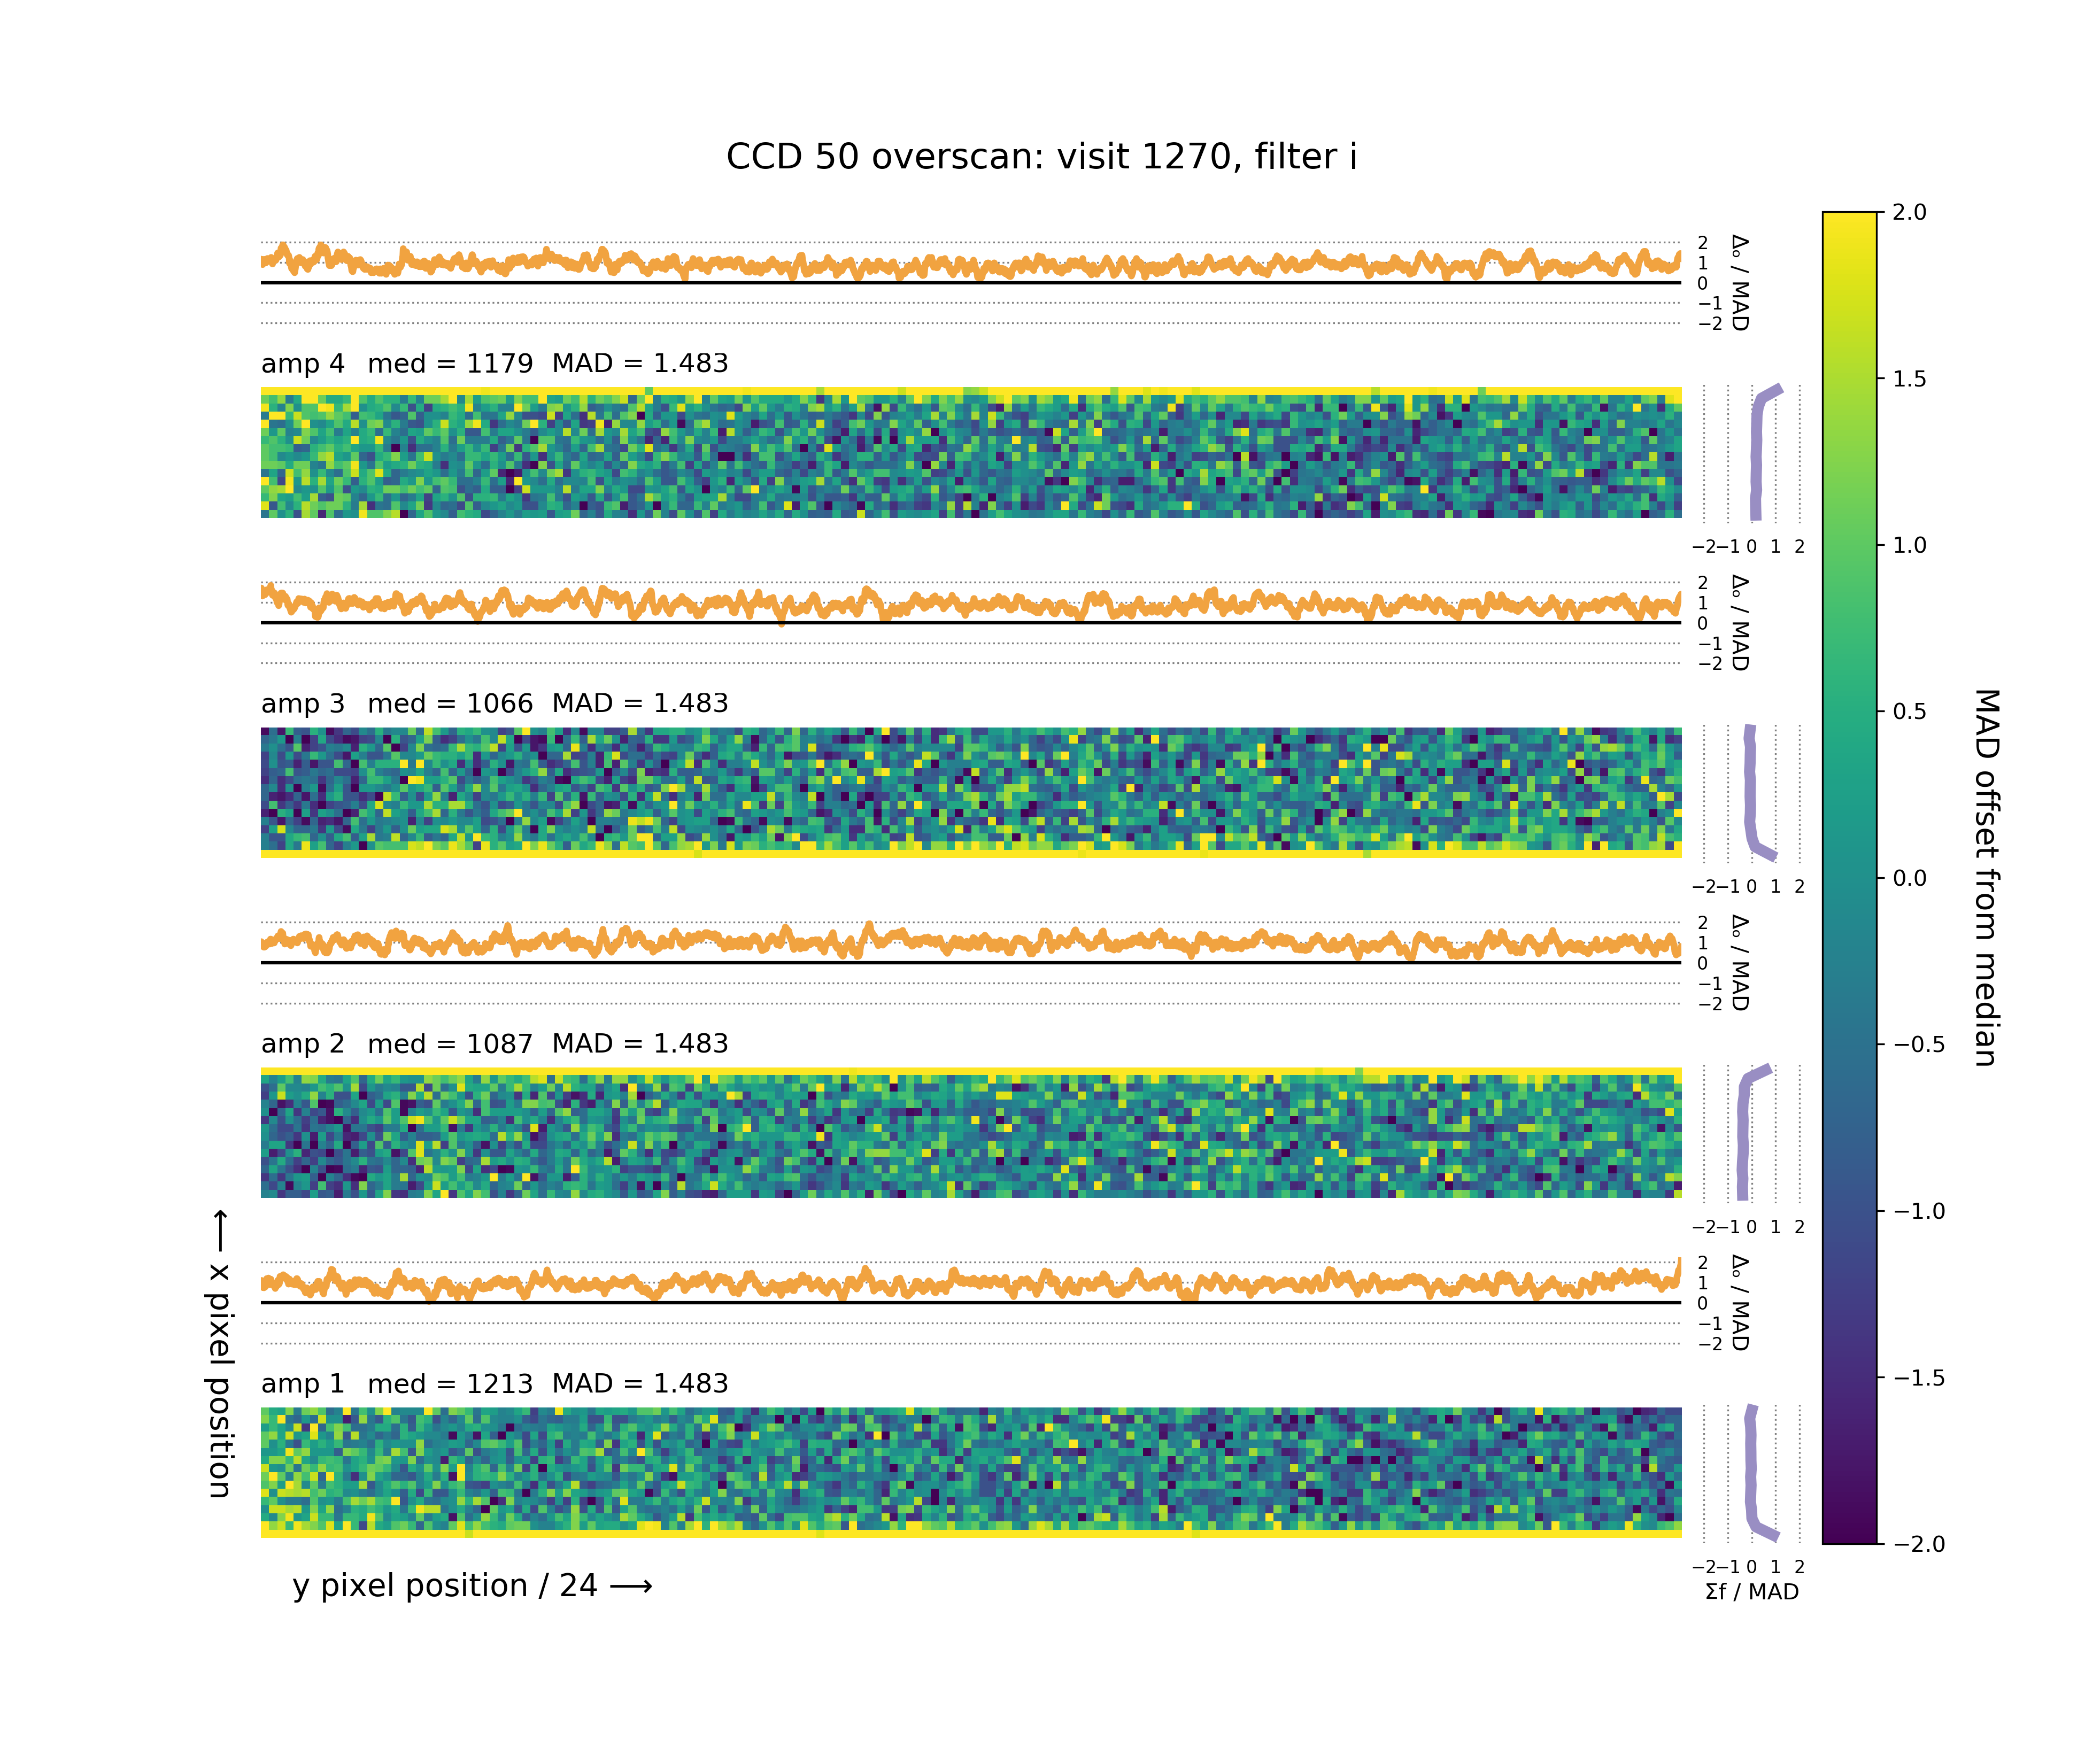 CCD 50 overscan: visit 1270, filter i
2
1
0
−1
−2
Δₒ / MAD
amp 4 med = 1179 MAD = 1.483
−2 −1 0 1 2
2
1
0
−1
−2
Δₒ / MAD
amp 3 med = 1066 MAD = 1.483
−2 −1 0 1 2
2
1
0
−1
−2
Δₒ / MAD
amp 2 med = 1087 MAD = 1.483
−2 −1 0 1 2
2
1
0
−1
−2
Δₒ / MAD
amp 1 med = 1213 MAD = 1.483
−2 −1 0 1 2
Σf / MAD
y pixel position / 24 ⟶
⟵ x pixel position
2.0
1.5
1.0
0.5
0.0
−0.5
−1.0
−1.5
−2.0
MAD offset from median